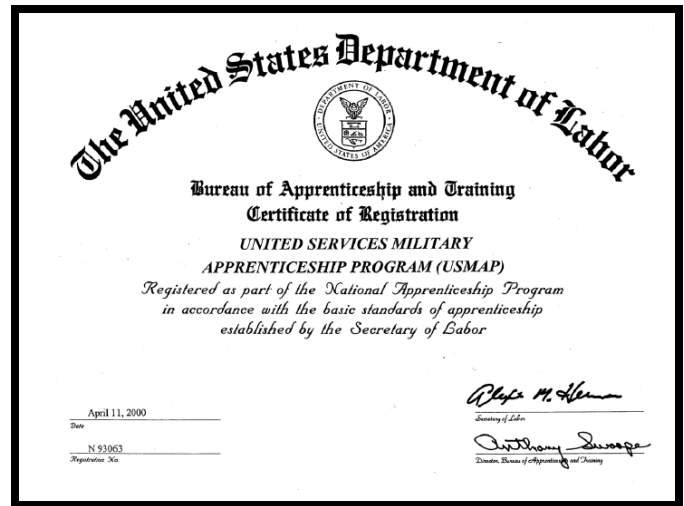 The United States Department of Labor
DEPARTMENT OF LABOR
UNITED STATES OF AMERICA
Bureau of Apprenticeship and Training
Certificate of Registration
UNITED SERVICES MILITARY
APPRENTICESHIP PROGRAM (USMAP)
Registered as part of the National Apprenticeship Program
in accordance with the basic standards of apprenticeship
established by the Secretary of Labor
Alexis M. Herman
April 11, 2000
Secretary of Labor
Date
Anthony Swoope
N 93063
Registration No.
Director, Bureau of Apprenticeship and Training